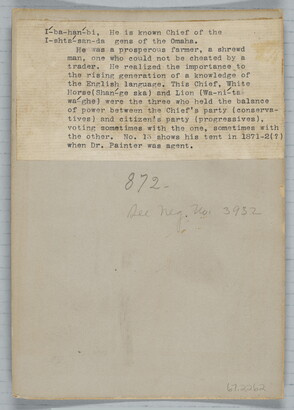 I-ba-han-bi. He is known Chief of the
I-shta-san-da gens of the Omaha.
He was a prosperous farmer, a shrewd
man, one who could not be cheated by a
trader. He realized the importance to
the rising generation of a knowledge of
the English language. This Chief, White
Horse(Shan-ge ska) and Lion (Wa-ni-ta
wa-ghe) were the three who held the balance
of power between the Chief's party (conserva-
tives) and citizen's party (progressives),
voting sometimes with the one, sometimes with
the other. No. 13 shows his tent in 1871-2(?)
when Dr. Painter was agent.
872
See Neg. No. 3932
67.2262